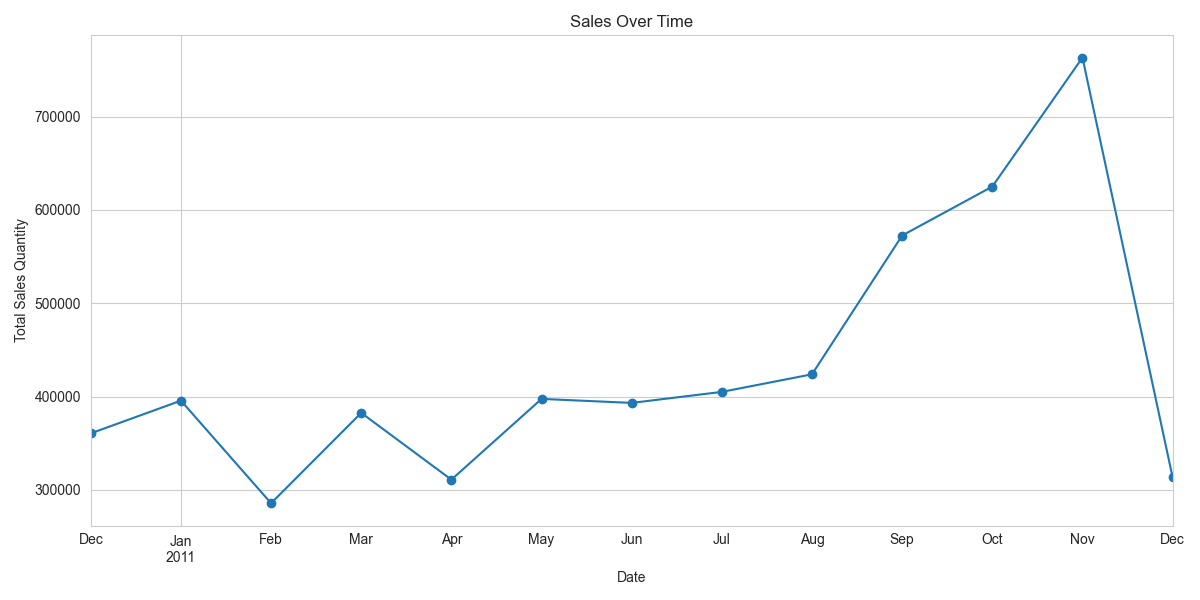 Sales Over Time
Total Sales Quantity
700000
600000
500000
400000
300000
Dec Jan Feb Mar Apr May Jun Jul Aug Sep Oct Nov Dec
2011
Date